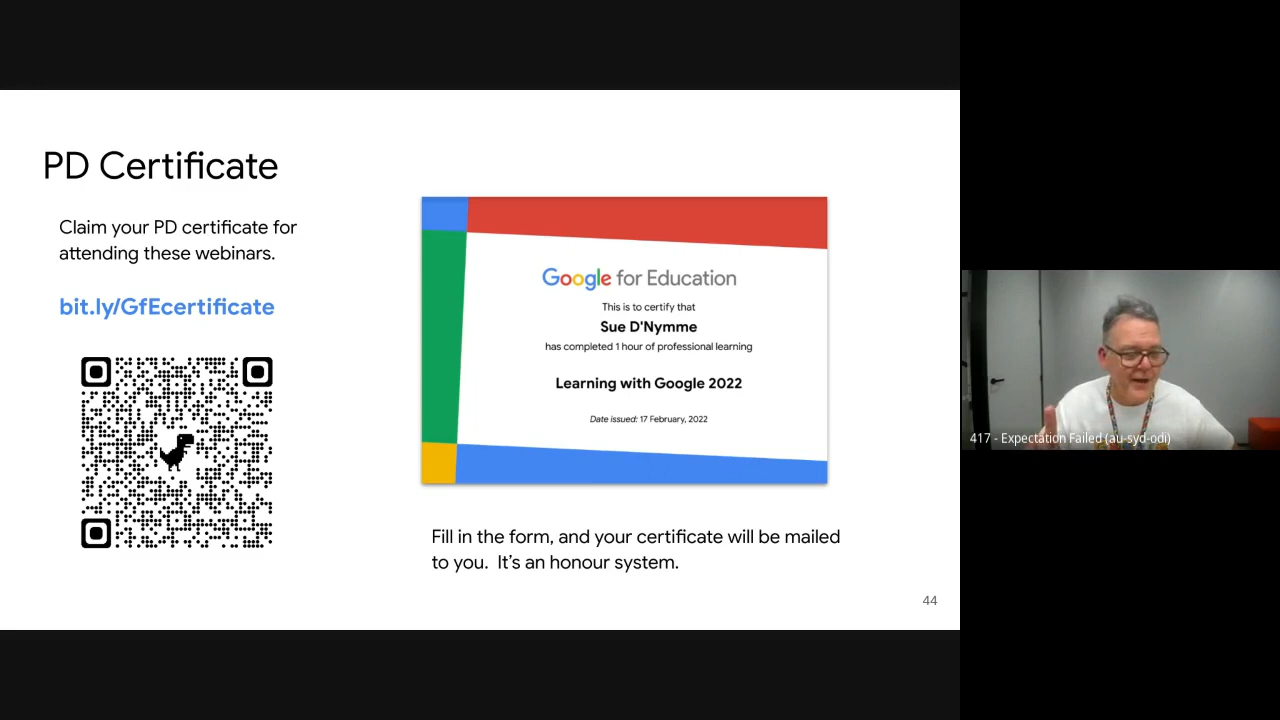 PD Certificate
Claim your PD certificate for
attending these webinars.
bit.ly/GfEcertificate
Google for Education
This is to certify that
Sue D'Nymme
has completed 1 hour of professional learning
Learning with Google 2022
Date issued: 17 February, 2022
Fill in the form, and your certificate will be mailed
to you.  It’s an honour system.
44
417 - Expectation Failed (au-syd-odi)